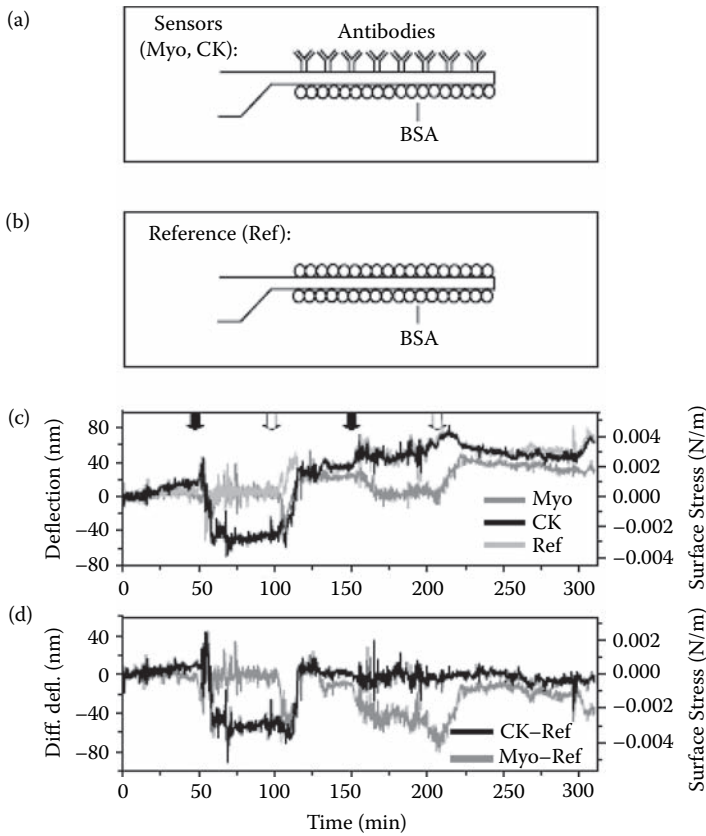 (a)
Sensors
(Myo, CK):
Antibodies
BSA
(b)
Reference (Ref):
BSA
(c)
Deflection (nm)
80
40
0
−40
−80
0.004
0.002
0.000
−0.002
−0.004
Surface Stress (N/m)
Myo
CK
Ref
0 50 100 150 200 250 300
(d)
Diff. defl. (nm)
40
0
−40
−80
0.002
0.000
−0.002
−0.004
Surface Stress (N/m)
CK–Ref
Myo–Ref
0 50 100 150 200 250 300
Time (min)